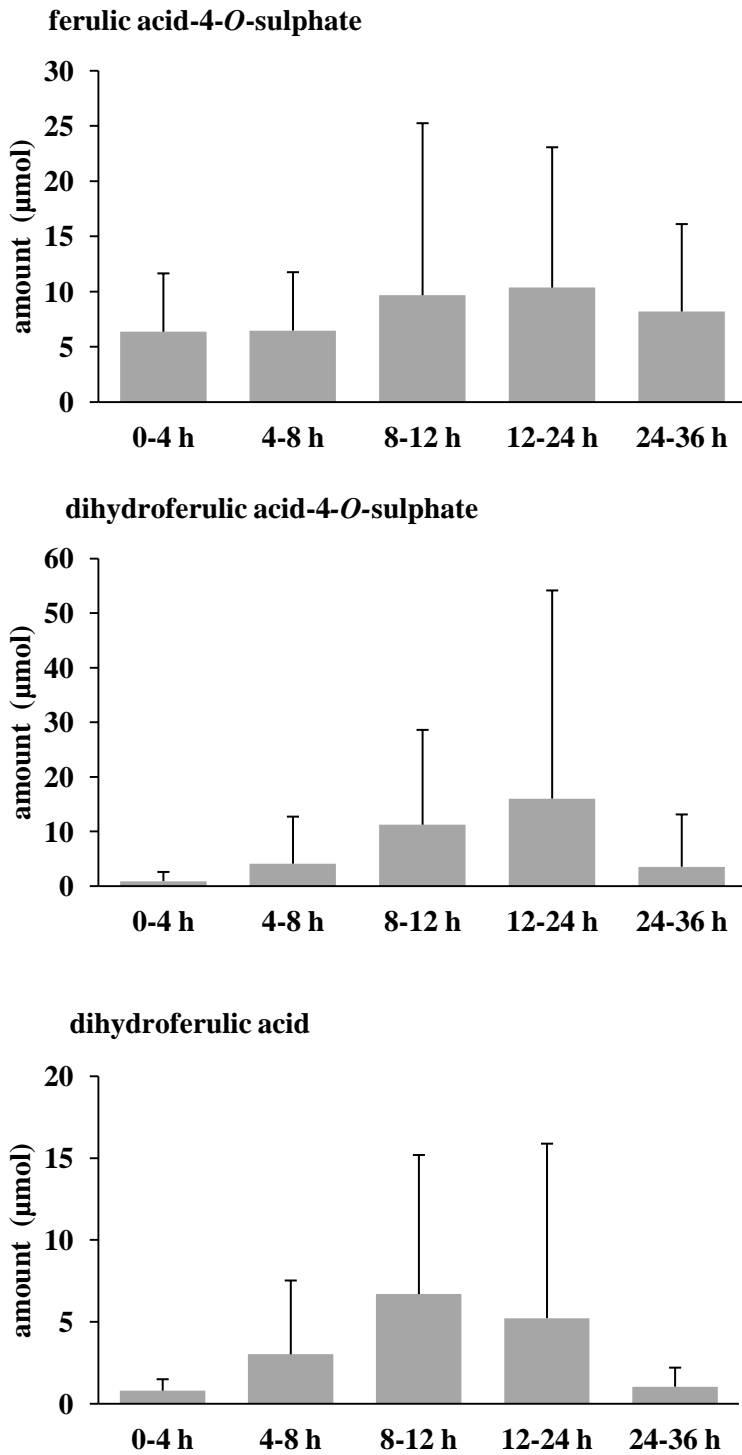 ferulic acid-4-O-sulphate
30
25
20
15
10
5
0
amount (µmol)
0-4 h 4-8 h 8-12 h 12-24 h 24-36 h
dihydroferulic acid-4-O-sulphate
60
50
40
30
20
10
0
amount (µmol)
0-4 h 4-8 h 8-12 h 12-24 h 24-36 h
dihydroferulic acid
20
15
10
5
0
amount (µmol)
0-4 h 4-8 h 8-12 h 12-24 h 24-36 h